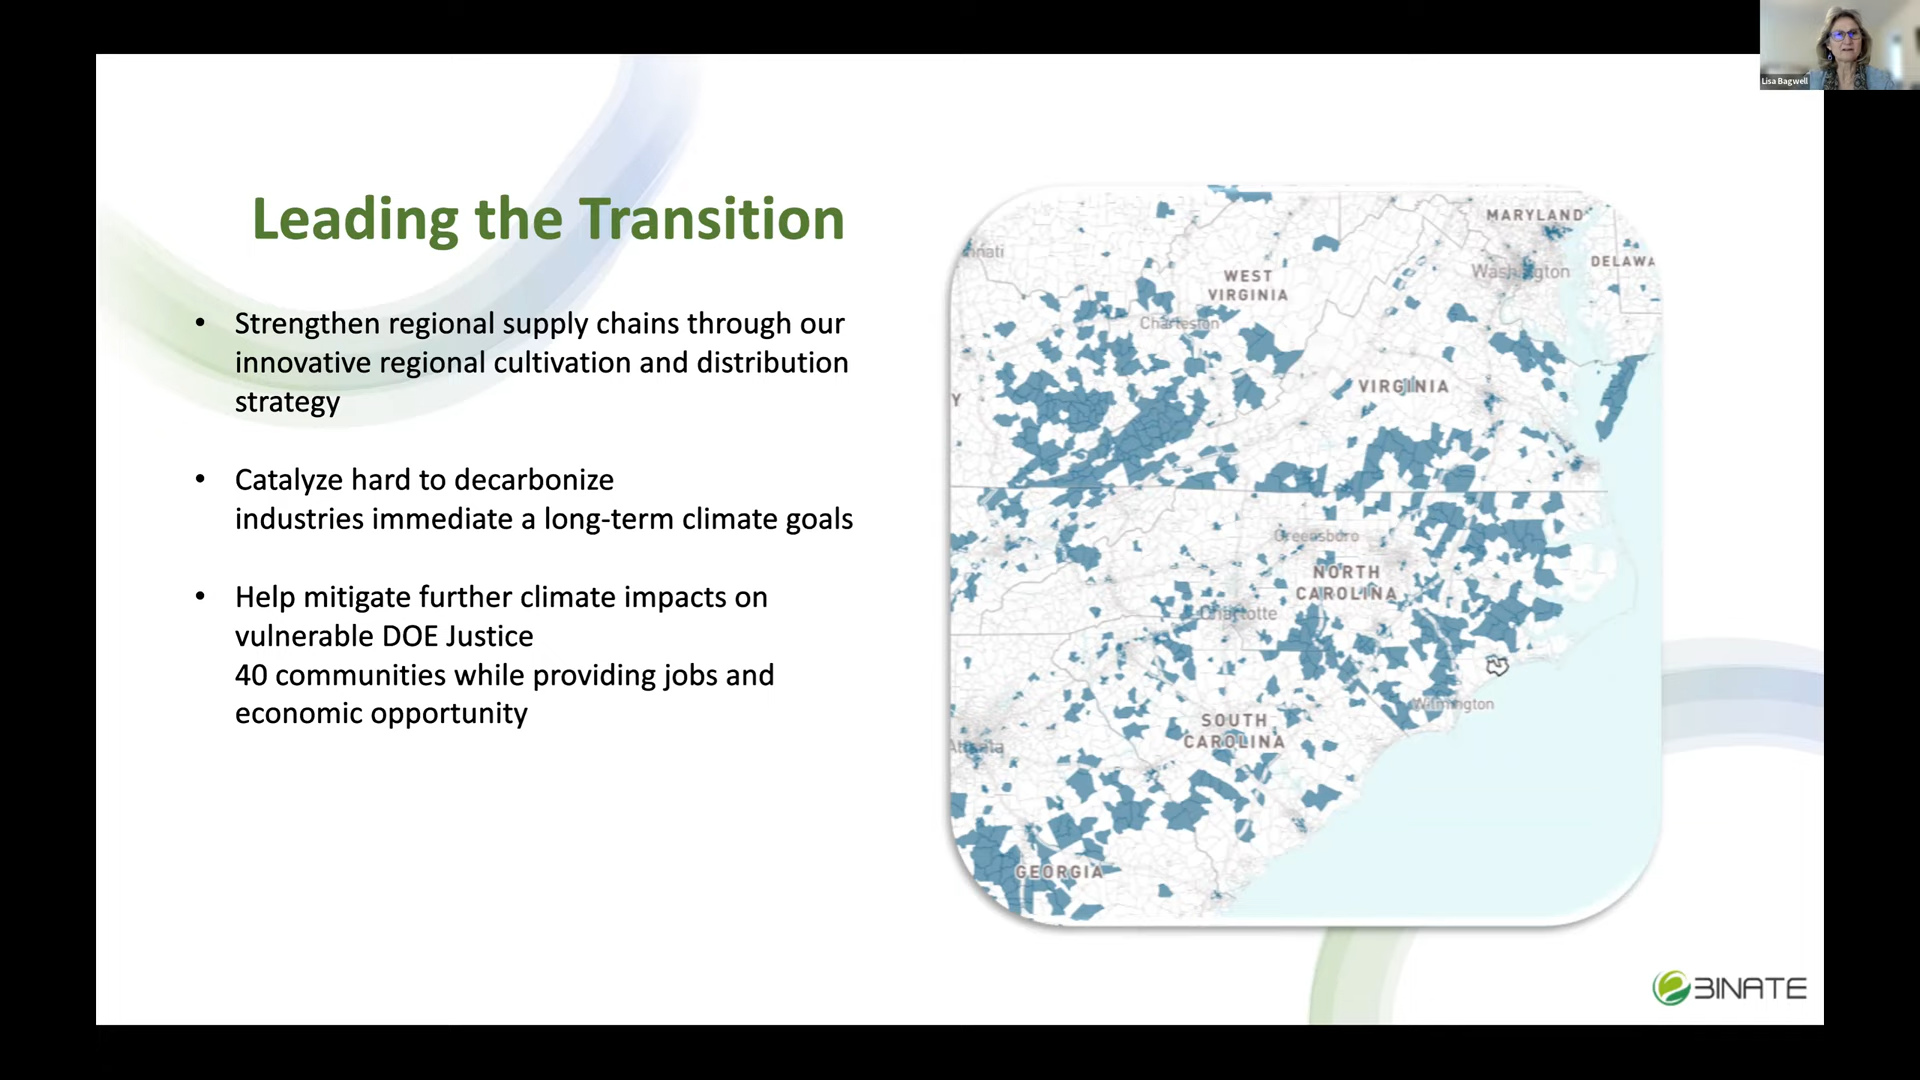 Lisa Bagwell
Leading the Transition
• Strengthen regional supply chains through our
innovative regional cultivation and distribution
strategy
• Catalyze hard to decarbonize
industries immediate a long-term climate goals
• Help mitigate further climate impacts on
vulnerable DOE Justice
40 communities while providing jobs and
economic opportunity
MARYLAND
nnati
WEST
VIRGINIA
Washington
DELAWA
Charleston
VIRGINIA
Y
Greensboro
NORTH
CAROLINA
Charlotte
Wilmington
SOUTH
CAROLINA
Atlanta
GEORGIA
BINATE